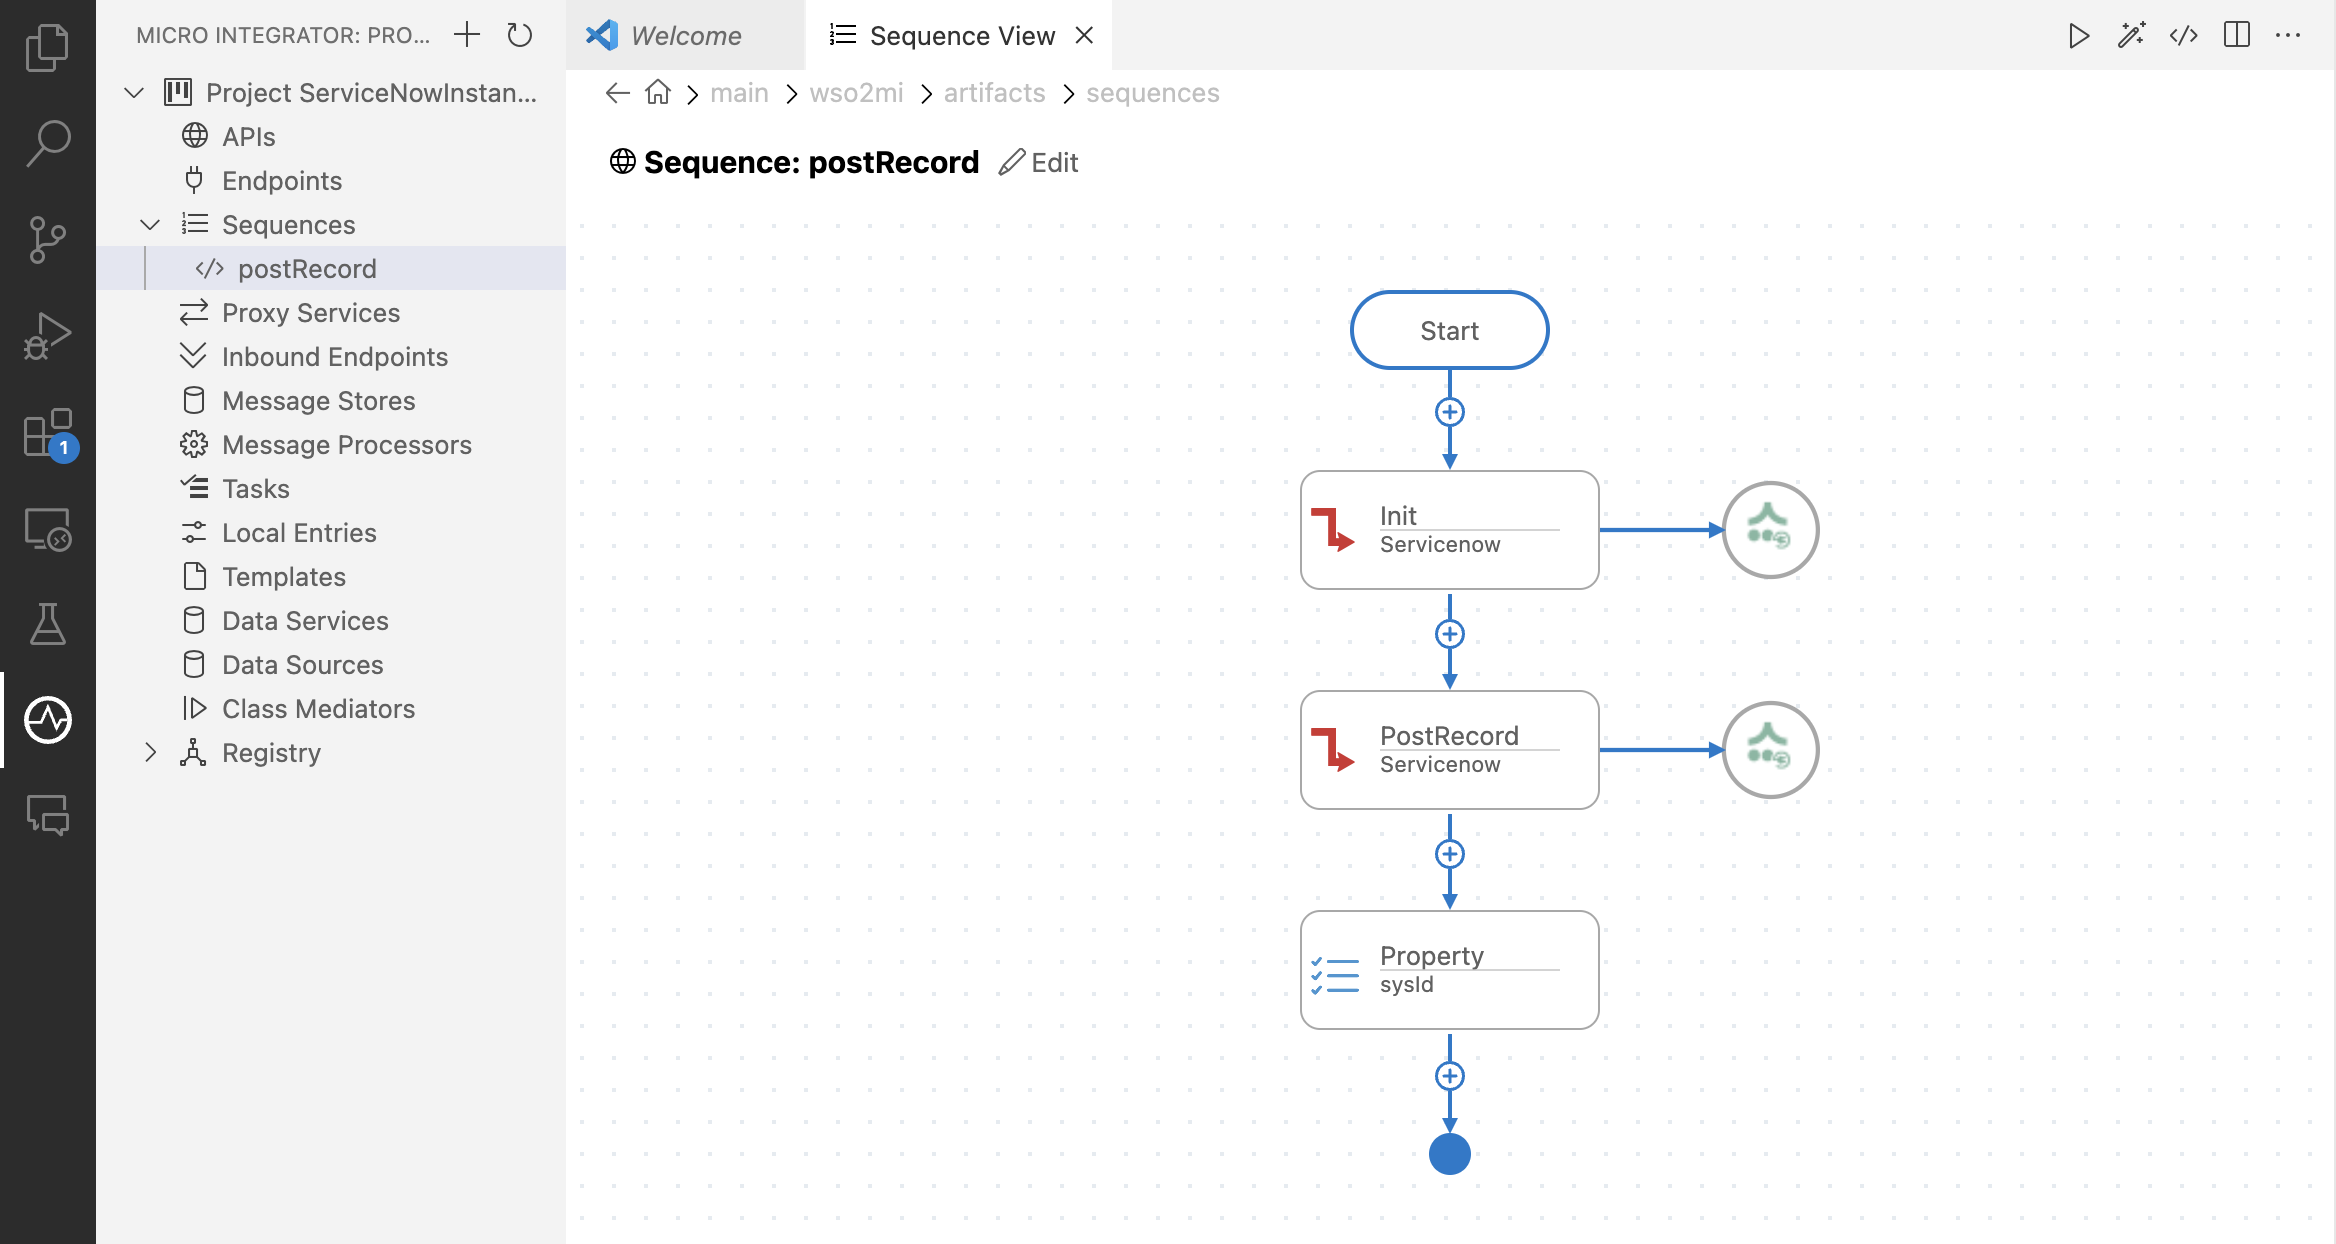 MICRO INTEGRATOR: PRO...
Project ServiceNowInstan...
APIs
Endpoints
Sequences
postRecord
Proxy Services
Inbound Endpoints
Message Stores
Message Processors
Tasks
Local Entries
Templates
Data Services
Data Sources
Class Mediators
Registry
1
Welcome
Sequence View
main
wso2mi
artifacts
sequences
Sequence: postRecord
Edit
Start
Init
Servicenow
PostRecord
Servicenow
Property
sysId